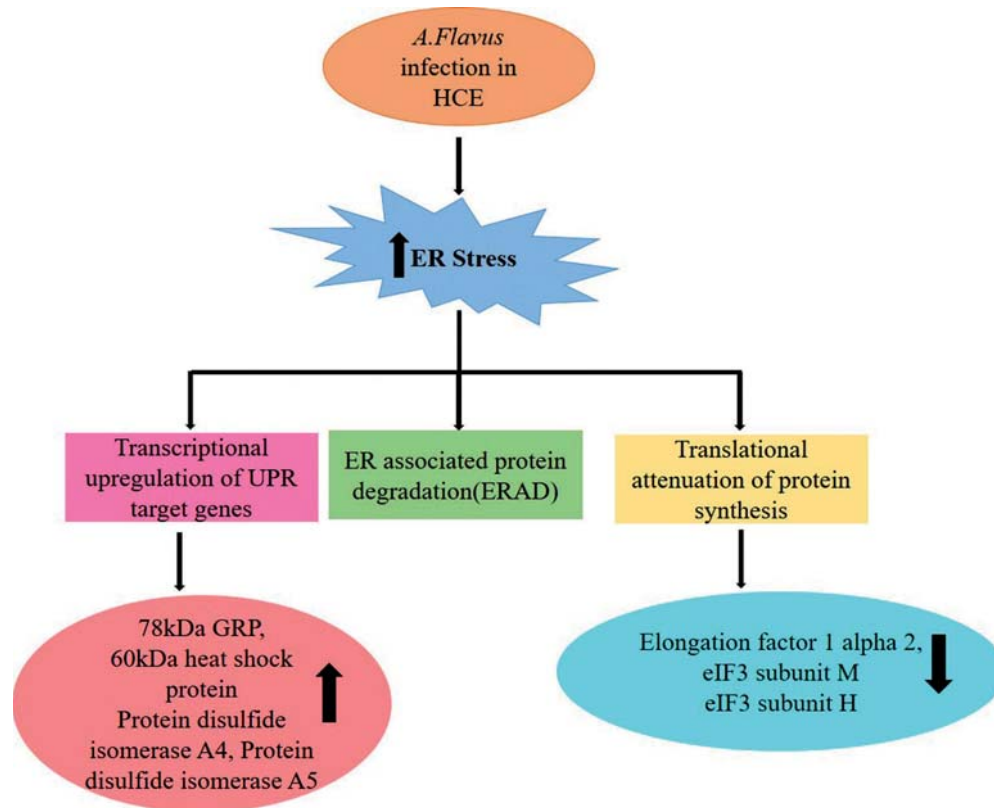 A.Flavus
infection in
HCE
ER Stress
Transcriptional
upregulation of UPR
target genes
ER associated protein
degradation(ERAD)
Translational
attenuation of protein
synthesis
78kDa GRP,
60kDa heat shock
protein
Protein disulfide
isomerase A4, Protein
disulfide isomerase A5
Elongation factor 1 alpha 2,
eIF3 subunit M
eIF3 subunit H